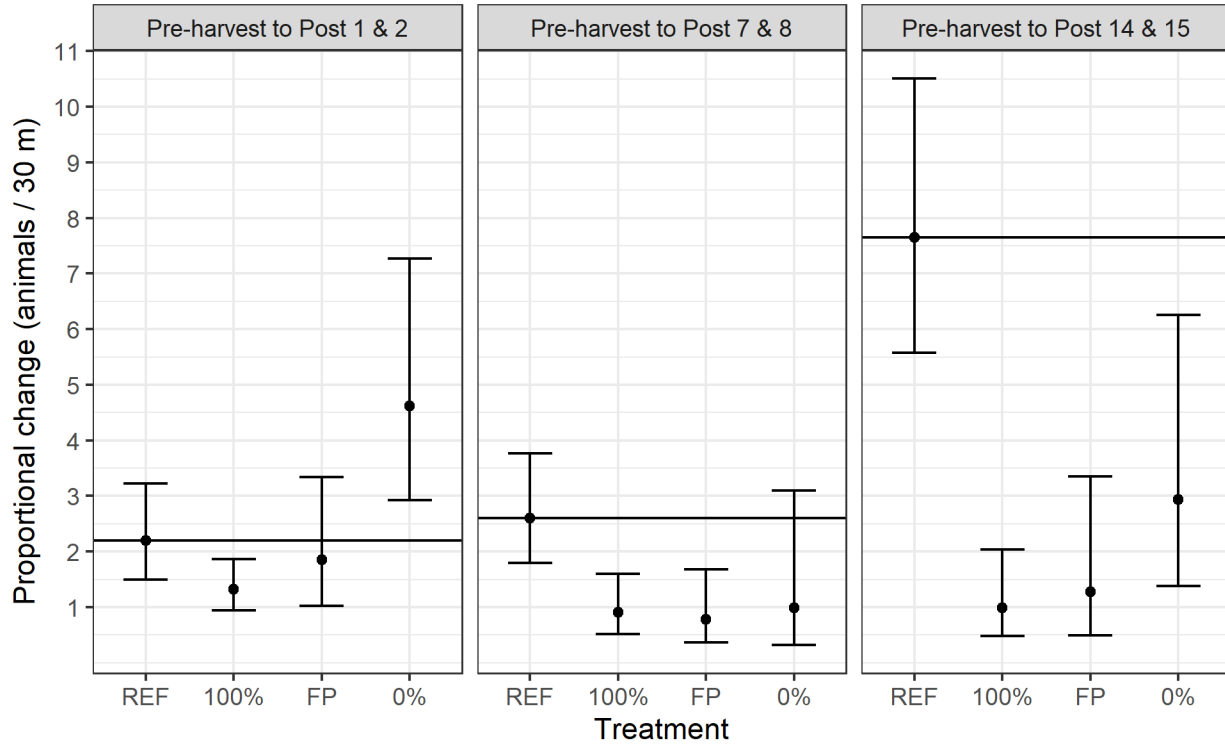 Pre-harvest to Post 1 & 2 Pre-harvest to Post 7 & 8 Pre-harvest to Post 14 & 15
Proportional change (animals / 30 m)
11
10
9
8
7
6
5
4
3
2
1
REF 100% FP 0% REF 100% FP 0% REF 100% FP 0%
Treatment